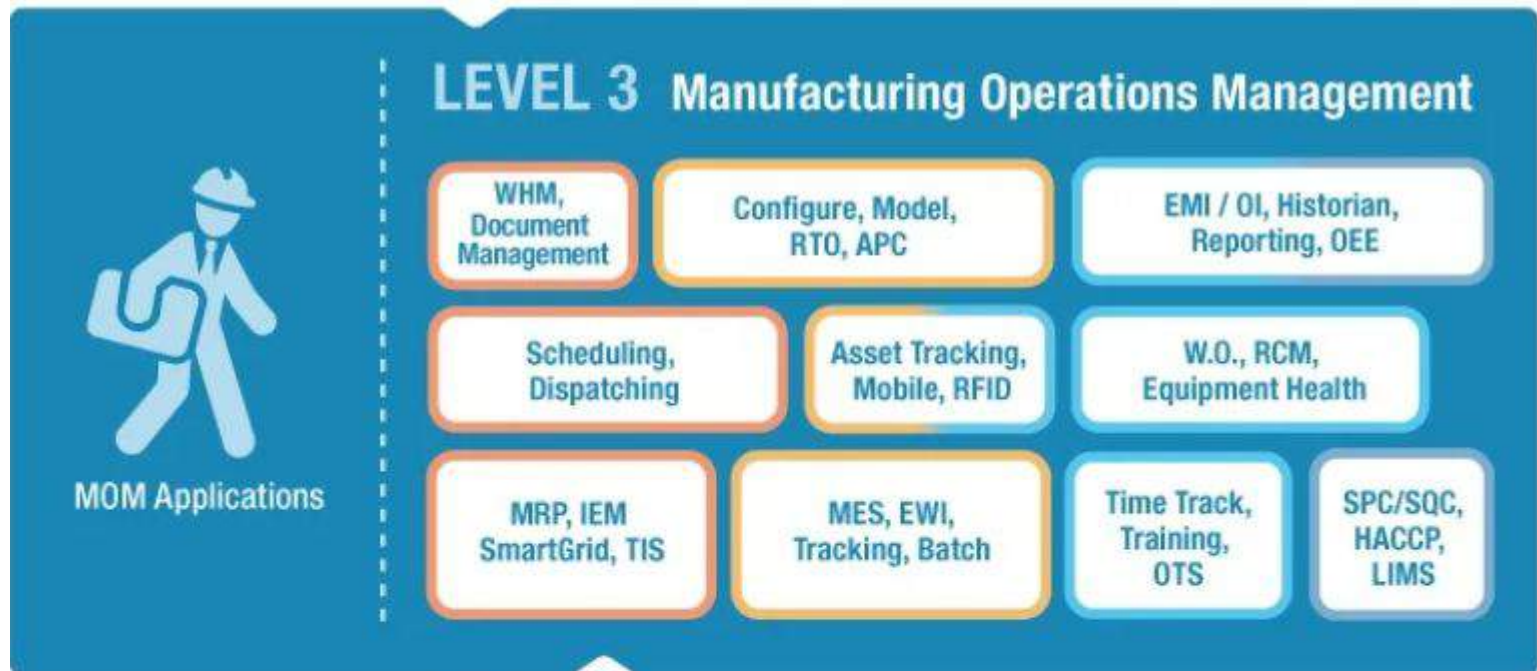 LEVEL 3 Manufacturing Operations Management
WHM,
Document
Management
Configure, Model,
RTO, APC
EMI / OI, Historian,
Reporting, OEE
Scheduling,
Dispatching
Asset Tracking,
Mobile, RFID
W.O., RCM,
Equipment Health
MOM Applications
MRP, IEM
SmartGrid, TIS
MES, EWI,
Tracking, Batch
Time Track,
Training,
OTS
SPC/SQC,
HACCP,
LIMS